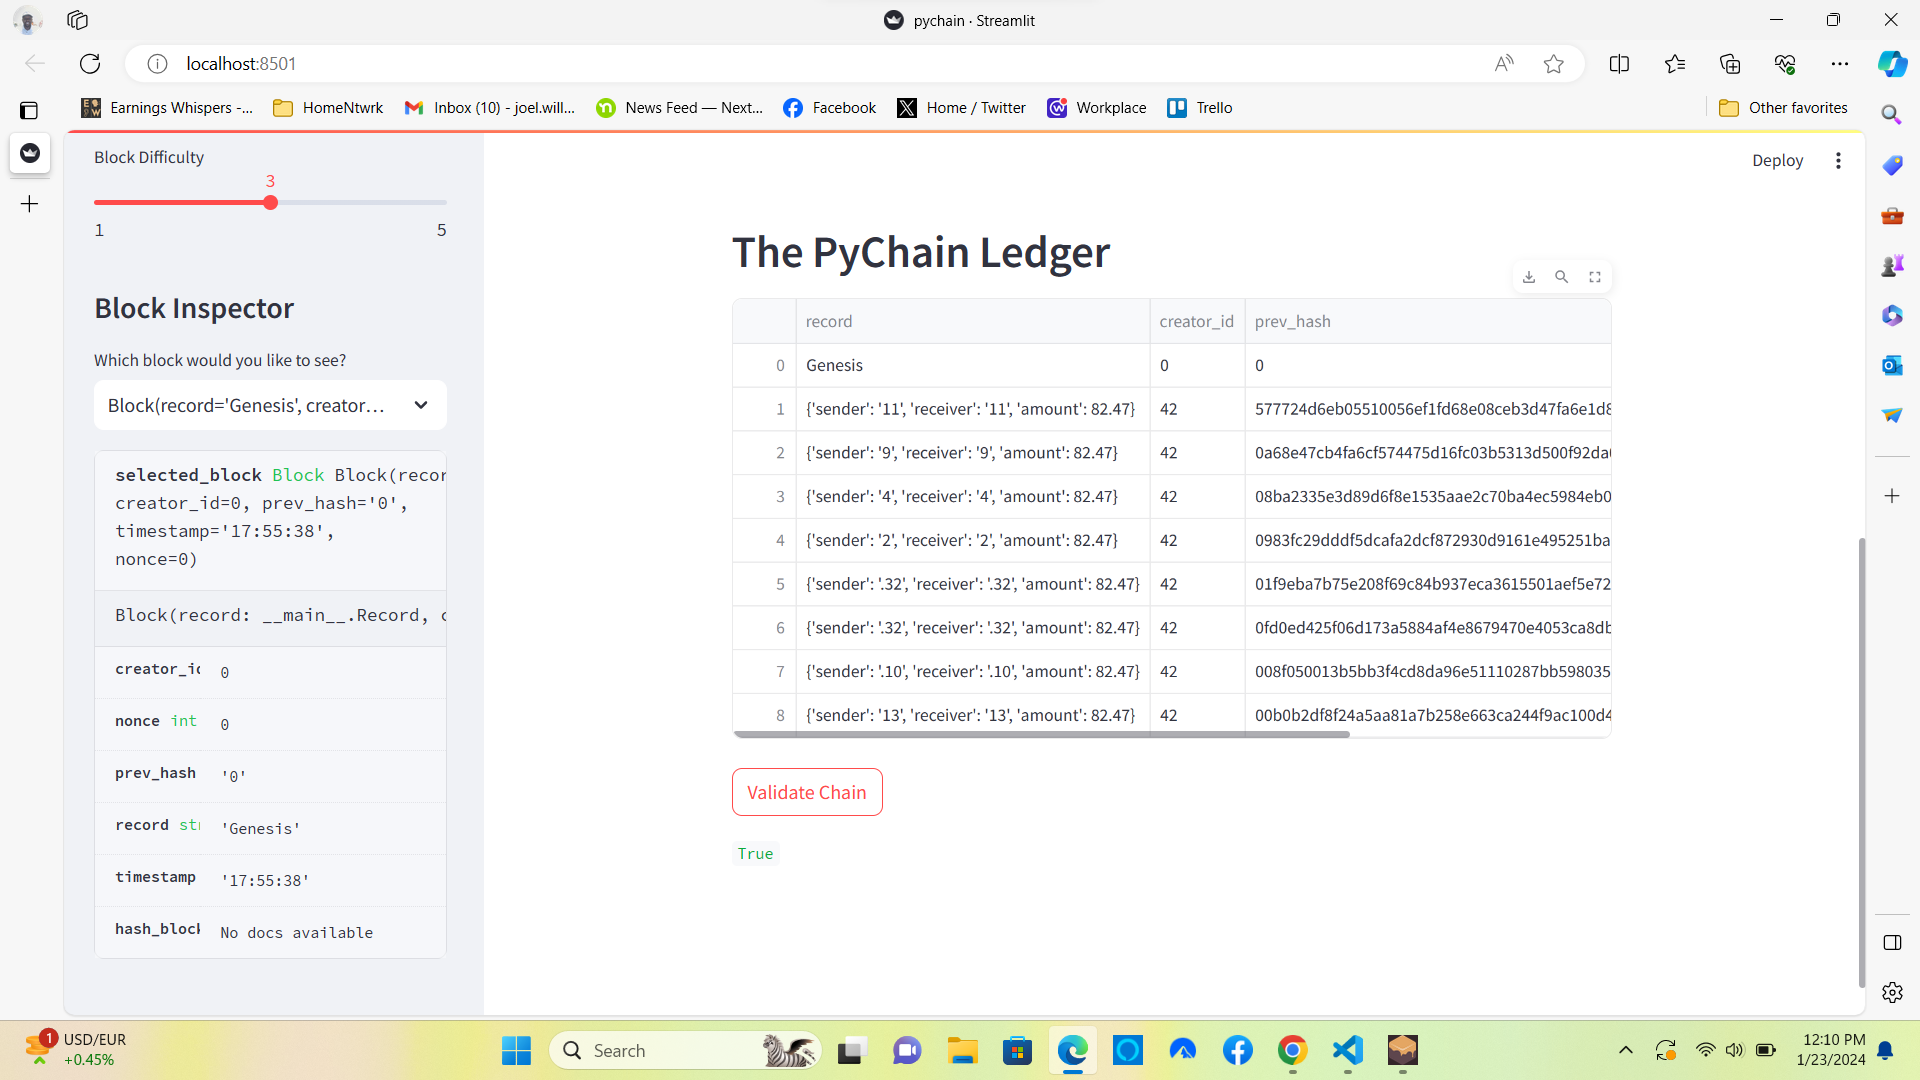 pychain · Streamlit
localhost:8501
Earnings Whispers -...
HomeNtwrk
Inbox (10) - joel.will...
News Feed — Next...
Facebook
Home / Twitter
Workplace
Trello
Other favorites
Block Difficulty
3
1
5
Block Inspector
Which block would you like to see?
Block(record='Genesis', creator...
selected_block Block Block(recor
creator_id=0, prev_hash='0',
timestamp='17:55:38',
nonce=0)
Block(record: __main__.Record, c
creator_id 0
nonce int 0
prev_hash '0'
record str 'Genesis'
timestamp '17:55:38'
hash_block No docs available
Deploy
The PyChain Ledger
record creator_id prev_hash
0 Genesis 0 0
1 {'sender': '11', 'receiver': '11', 'amount': 82.47} 42 577724d6eb05510056ef1fd68e08ceb3d47fa6e1d8
2 {'sender': '9', 'receiver': '9', 'amount': 82.47} 42 0a68e47cb4fa6cf574475d16fc03b5313d500f92da
3 {'sender': '4', 'receiver': '4', 'amount': 82.47} 42 08ba2335e3d89d6f8e1535aae2c70ba4ec5984eb0
4 {'sender': '2', 'receiver': '2', 'amount': 82.47} 42 0983fc29dddf5dcafa2dcf872930d9161e495251ba
5 {'sender': '.32', 'receiver': '.32', 'amount': 82.47} 42 01f9eba7b75e208f69c84b937eca3615501aef5e72
6 {'sender': '.32', 'receiver': '.32', 'amount': 82.47} 42 0fd0ed425f06d173a5884af4e8679470e4053ca8db
7 {'sender': '.10', 'receiver': '.10', 'amount': 82.47} 42 008f050013b5bb3f4cd8da96e51110287bb598035
8 {'sender': '13', 'receiver': '13', 'amount': 82.47} 42 00b0b2df8f24a5aa81a7b258e663ca244f9ac100d4
Validate Chain
True
1
USD/EUR
+0.45%
Search
12:10 PM
1/23/2024